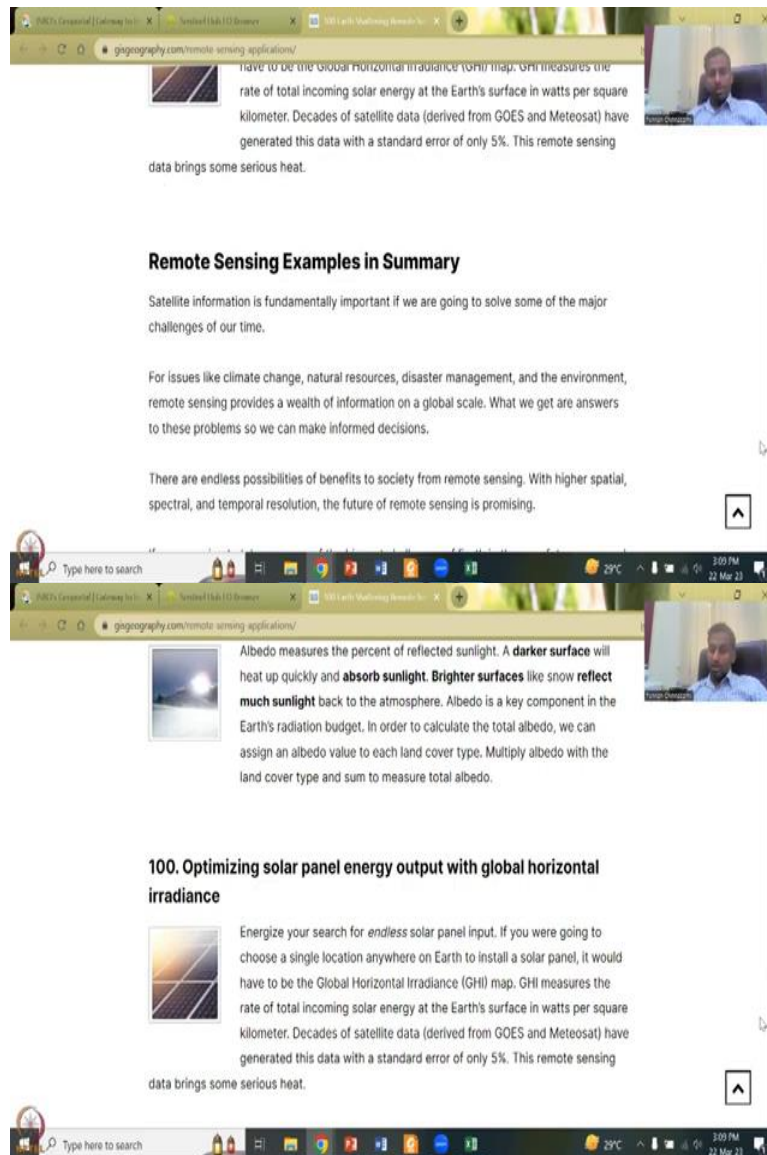 100 Earth Shattering Remote Se
gisgeography.com/remote-sensing-applications/
have to be the Global Horizontal Irradiance (GHI) map. GHI measures the
rate of total incoming solar energy at the Earth's surface in watts per square
kilometer. Decades of satellite data (derived from GOES and Meteosat) have
generated this data with a standard error of only 5%. This remote sensing
data brings some serious heat.
Remote Sensing Examples in Summary
Satellite information is fundamentally important if we are going to solve some of the major
challenges of our time.
For issues like climate change, natural resources, disaster management, and the environment,
remote sensing provides a wealth of information on a global scale. What we get are answers
to these problems so we can make informed decisions.
There are endless possibilities of benefits to society from remote sensing. With higher spatial,
spectral, and temporal resolution, the future of remote sensing is promising.
Type here to search
29°C
3:09 PM
22 Mar 23
gisgeography.com/remote-sensing-applications/
Albedo measures the percent of reflected sunlight. A darker surface will
heat up quickly and absorb sunlight. Brighter surfaces like snow reflect
much sunlight back to the atmosphere. Albedo is a key component in the
Earth's radiation budget. In order to calculate the total albedo, we can
assign an albedo value to each land cover type. Multiply albedo with the
land cover type and sum to measure total albedo.
100. Optimizing solar panel energy output with global horizontal
irradiance
Energize your search for endless solar panel input. If you were going to
choose a single location anywhere on Earth to install a solar panel, it would
have to be the Global Horizontal Irradiance (GHI) map. GHI measures the
rate of total incoming solar energy at the Earth's surface in watts per square
kilometer. Decades of satellite data (derived from GOES and Meteosat) have
generated this data with a standard error of only 5%. This remote sensing
data brings some serious heat.
Type here to search
29°C
3:09 PM
22 Mar 23